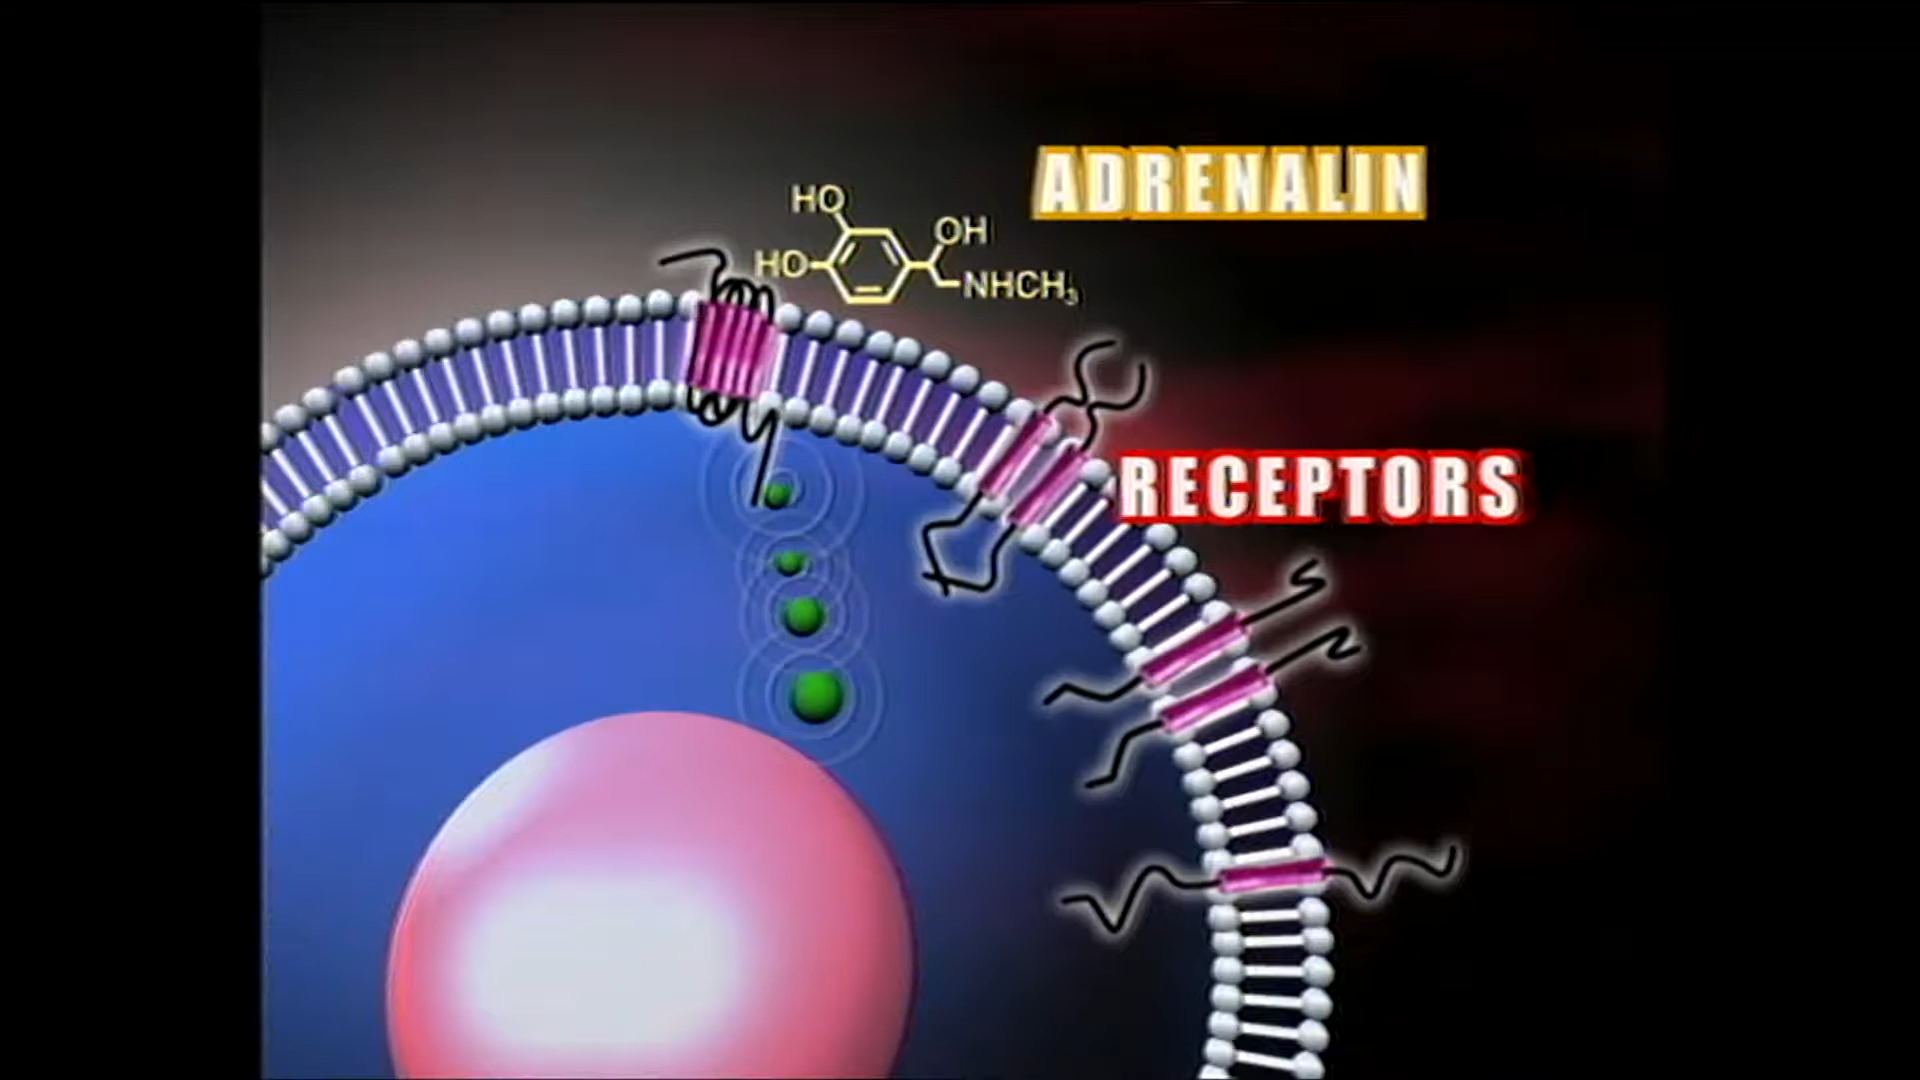 ADRENALIN
HO
OH
HO
NHCH₃
RECEPTORS